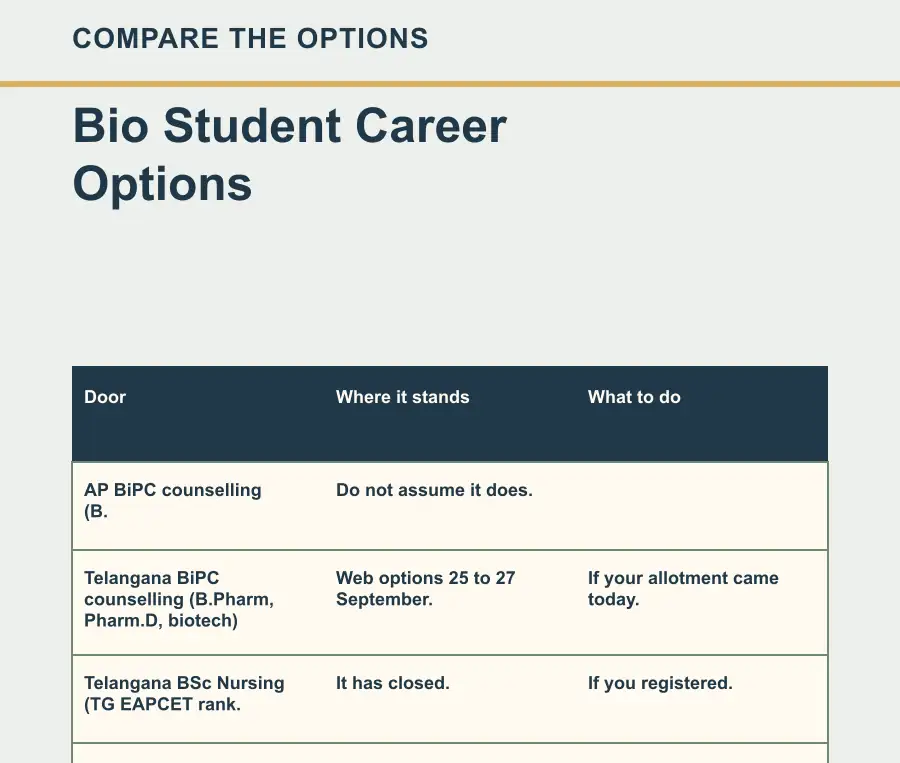 COMPARE THE OPTIONS
Bio Student Career
Options
Door
Where it stands
What to do
AP BiPC counselling
(B.
Do not assume it does.
Telangana BiPC
counselling (B.Pharm,
Pharm.D, biotech)
Web options 25 to 27
September.
If your allotment came
today.
Telangana BSc Nursing
(TG EAPCET rank.
It has closed.
If you registered.